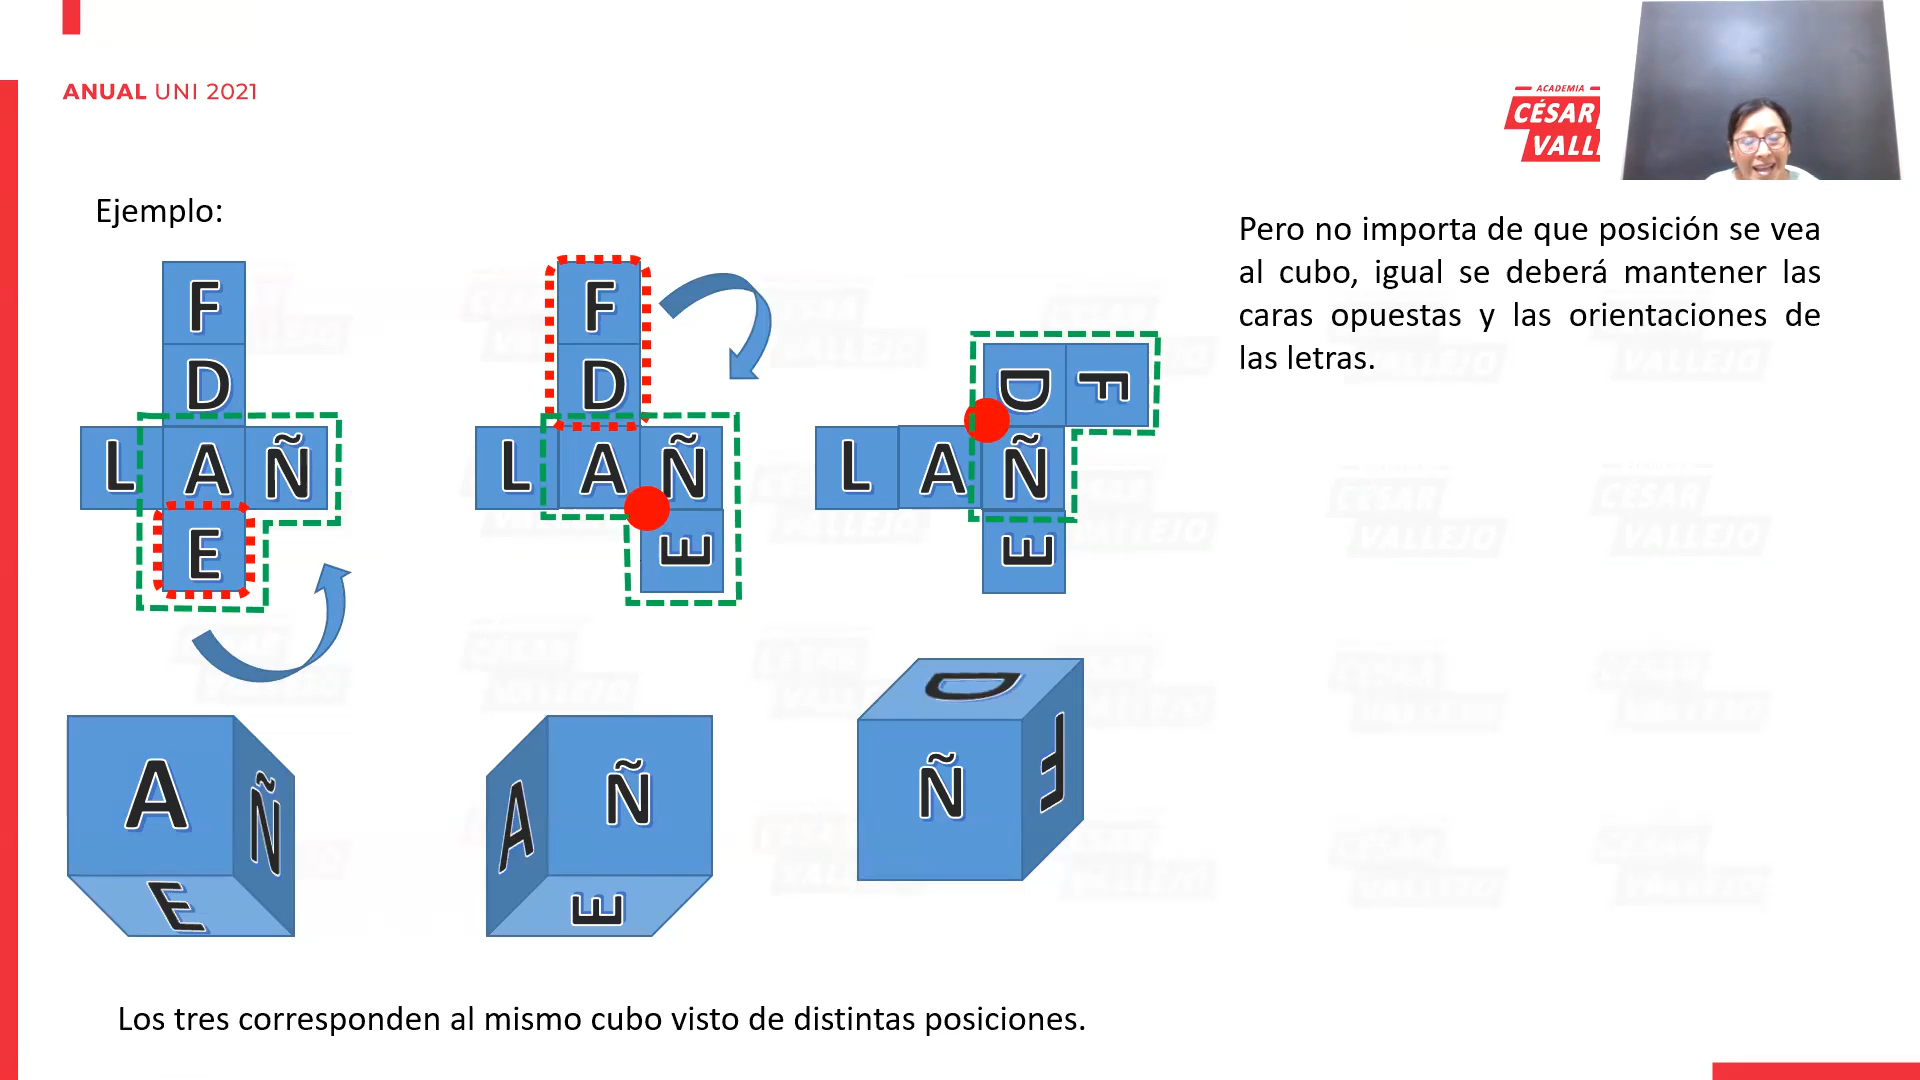 ANUAL UNI 2021
ACADEMIA
CÉSAR
VALL
Ejemplo:
Pero no importa de que posición se vea
al cubo, igual se deberá mantener las
caras opuestas y las orientaciones de
las letras.
F
D
L A Ñ
E
F
D
L A Ñ
E
D F
L A Ñ
E
A Ñ
E
A Ñ
E
D
Ñ F
Los tres corresponden al mismo cubo visto de distintas posiciones.